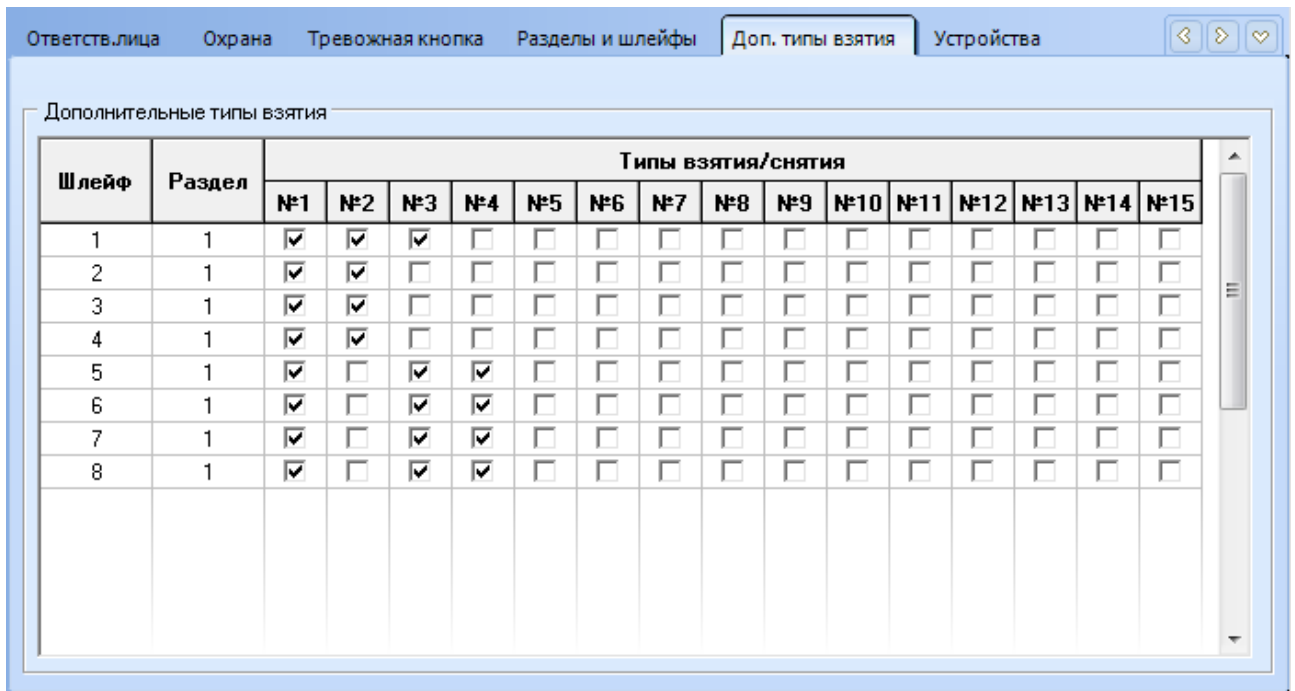 Ответств.лица Охрана Тревожная кнопка Разделы и шлейфы Доп. типы взятия Устройства
Дополнительные типы взятия
Шлейф Раздел Типы взятия/снятия
№1 №2 №3 №4 №5 №6 №7 №8 №9 №10 №11 №12 №13 №14 №15
1 1
2 1
3 1
4 1
5 1
6 1
7 1
8 1